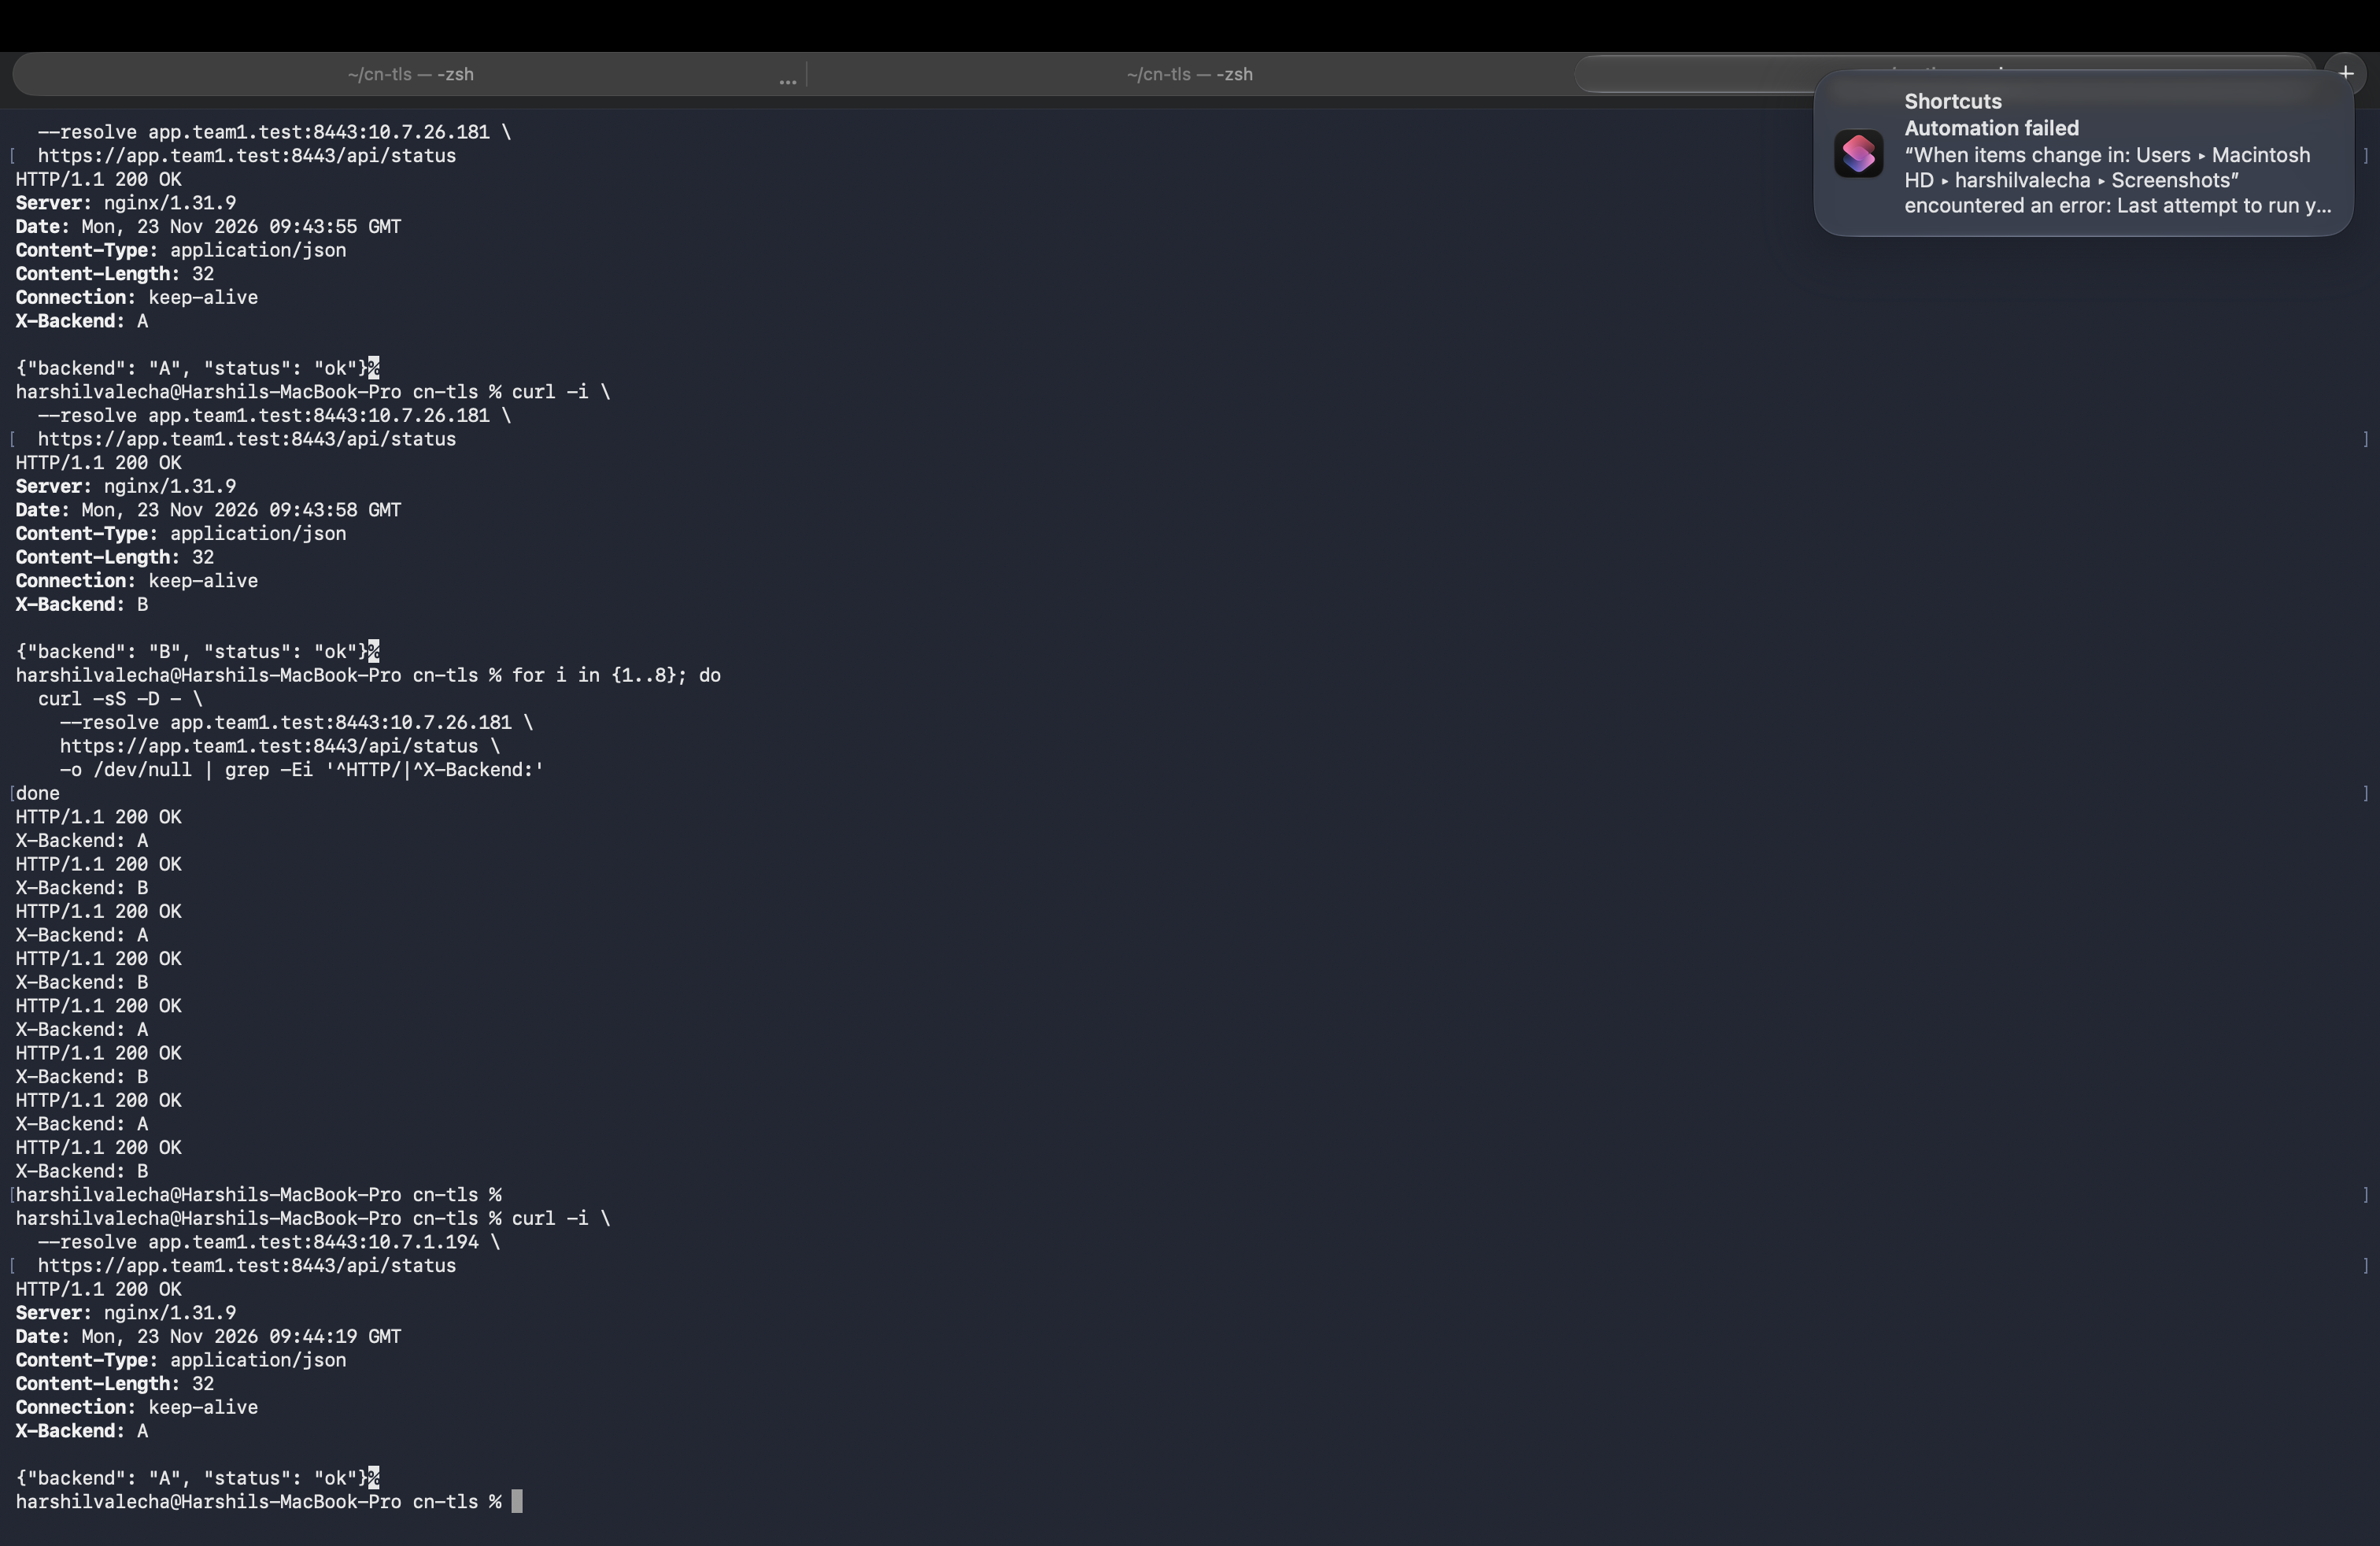 ~/cn-tls — -zsh
...
~/cn-tls — -zsh
+
Shortcuts
Automation failed
“When items change in: Users ▸ Macintosh
HD ▸ harshilvalecha ▸ Screenshots”
encountered an error: Last attempt to run y...
  --resolve app.team1.test:8443:10.7.26.181 \
[  https://app.team1.test:8443/api/status ]
HTTP/1.1 200 OK
Server: nginx/1.31.9
Date: Mon, 23 Nov 2026 09:43:55 GMT
Content-Type: application/json
Content-Length: 32
Connection: keep-alive
X-Backend: A
{"backend": "A", "status": "ok"}%
harshilvalecha@Harshils-MacBook-Pro cn-tls % curl -i \
  --resolve app.team1.test:8443:10.7.26.181 \
[  https://app.team1.test:8443/api/status ]
HTTP/1.1 200 OK
Server: nginx/1.31.9
Date: Mon, 23 Nov 2026 09:43:58 GMT
Content-Type: application/json
Content-Length: 32
Connection: keep-alive
X-Backend: B
{"backend": "B", "status": "ok"}%
harshilvalecha@Harshils-MacBook-Pro cn-tls % for i in {1..8}; do
  curl -sS -D - \
    --resolve app.team1.test:8443:10.7.26.181 \
    https://app.team1.test:8443/api/status \
    -o /dev/null | grep -Ei '^HTTP/|^X-Backend:'
[done ]
HTTP/1.1 200 OK
X-Backend: A
HTTP/1.1 200 OK
X-Backend: B
HTTP/1.1 200 OK
X-Backend: A
HTTP/1.1 200 OK
X-Backend: B
HTTP/1.1 200 OK
X-Backend: A
HTTP/1.1 200 OK
X-Backend: B
HTTP/1.1 200 OK
X-Backend: A
HTTP/1.1 200 OK
X-Backend: B
[harshilvalecha@Harshils-MacBook-Pro cn-tls % ]
harshilvalecha@Harshils-MacBook-Pro cn-tls % curl -i \
  --resolve app.team1.test:8443:10.7.1.194 \
[  https://app.team1.test:8443/api/status ]
HTTP/1.1 200 OK
Server: nginx/1.31.9
Date: Mon, 23 Nov 2026 09:44:19 GMT
Content-Type: application/json
Content-Length: 32
Connection: keep-alive
X-Backend: A
{"backend": "A", "status": "ok"}%
harshilvalecha@Harshils-MacBook-Pro cn-tls %